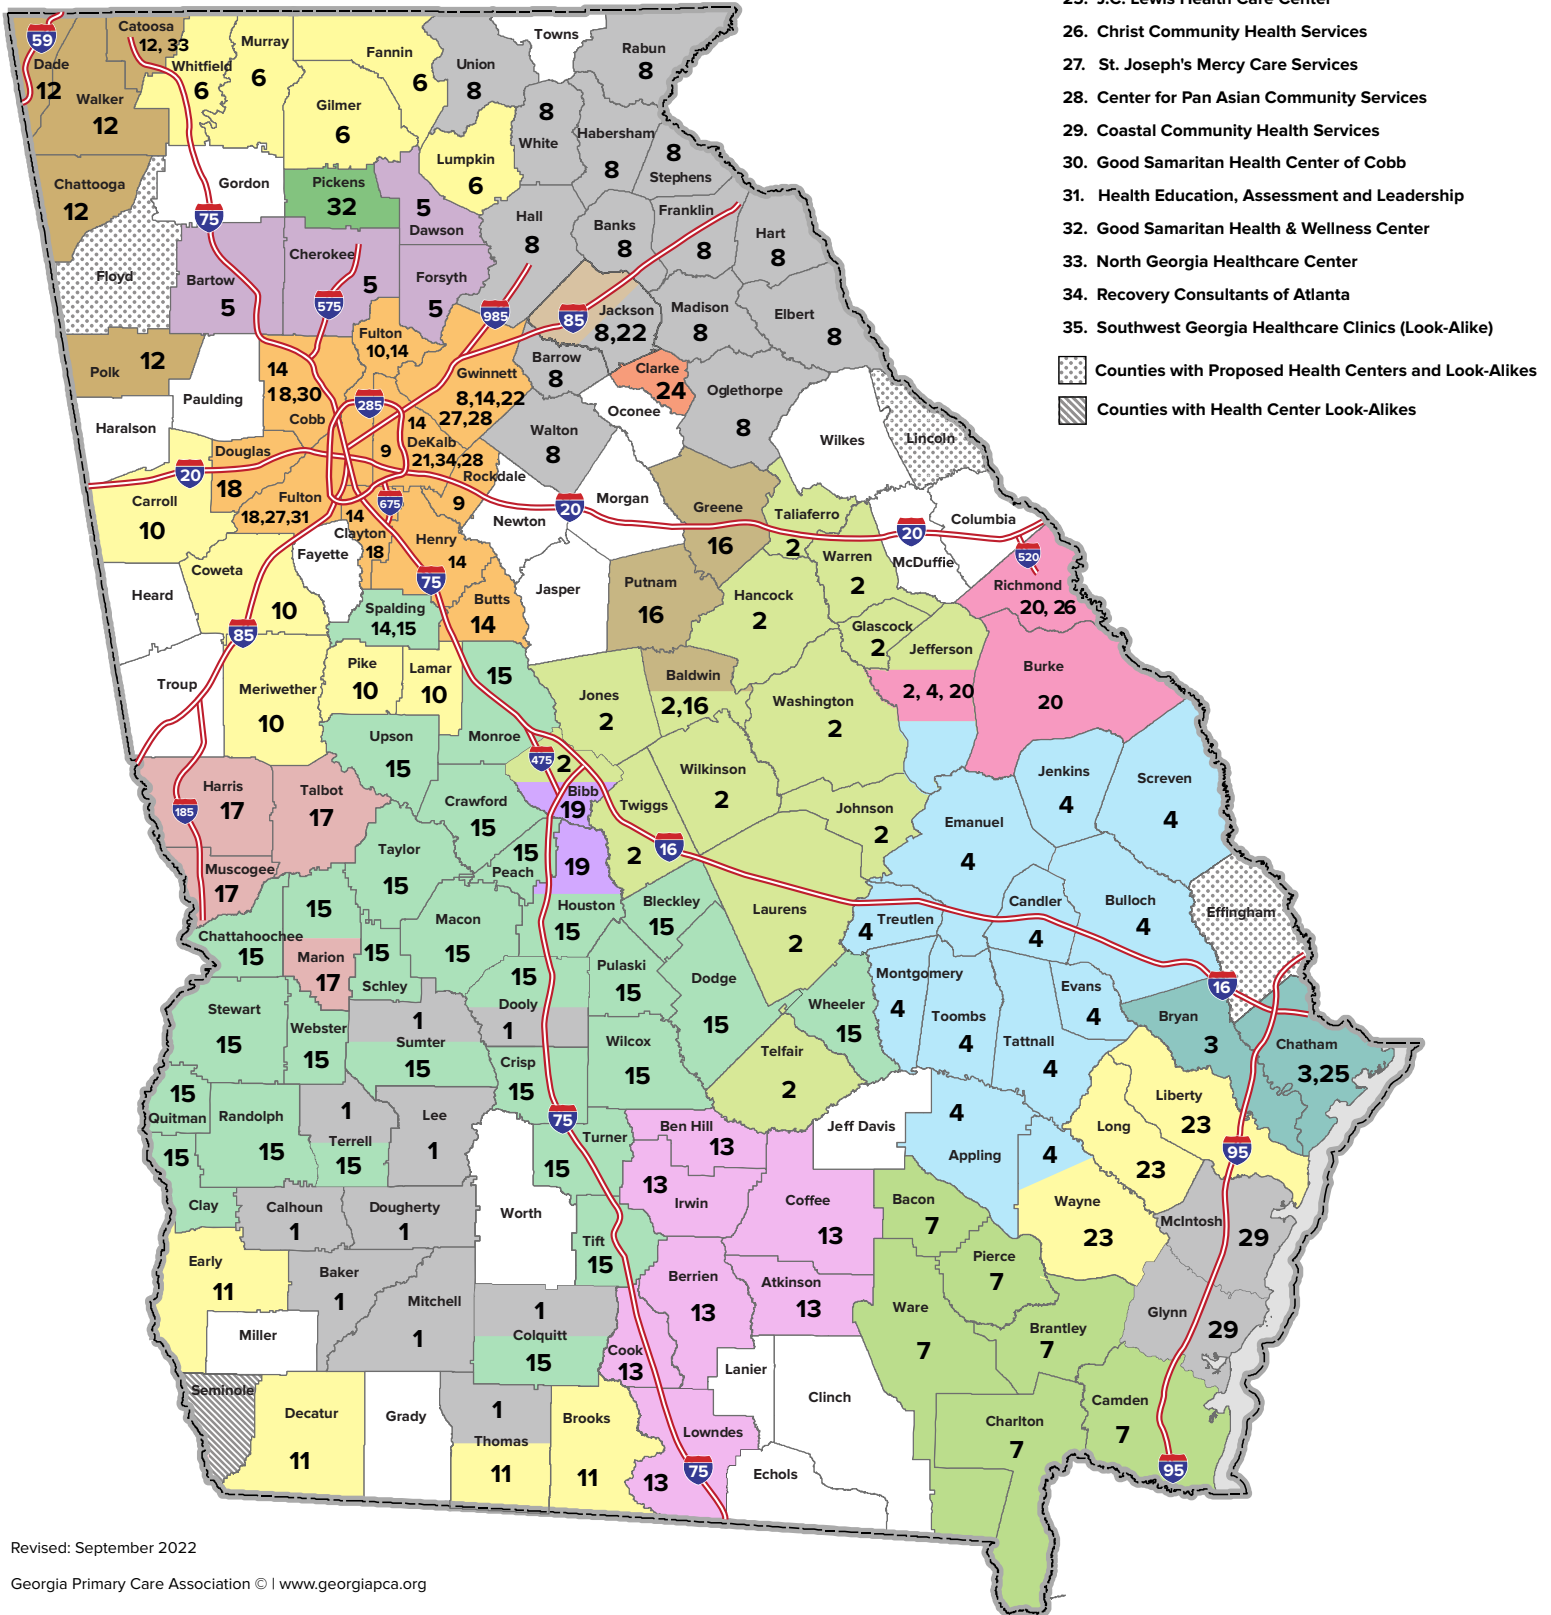 25. J.C. Lewis Health Care Center
26. Christ Community Health Services
27. St. Joseph's Mercy Care Services
28. Center for Pan Asian Community Services
29. Coastal Community Health Services
30. Good Samaritan Health Center of Cobb
31. Health Education, Assessment and Leadership
32. Good Samaritan Health & Wellness Center
33. North Georgia Healthcare Center
34. Recovery Consultants of Atlanta
35. Southwest Georgia Healthcare Clinics (Look-Alike)
Counties with Proposed Health Centers and Look-Alikes
Counties with Health Center Look-Alikes
59
Dade
12
Walker
12
Catoosa
12, 33
Whitfield
6
Murray
6
Fannin
6
Gilmer
6
Union
8
Towns
Rabun
8
8
White
Habersham
8
8
Stephens
Lumpkin
6
Chattooga
12
Gordon
75
Pickens
32
5
Dawson
Hall
8
Banks
8
Franklin
8
Hart
8
Floyd
Bartow
5
Cherokee
5
575
Forsyth
5
985
85
Jackson
8,22
Madison
8
Elbert
8
Polk
12
Paulding
14
18,30
Cobb
Fulton
10,14
285
Gwinnett
8,14,22
27,28
Barrow
8
Clarke
24
Oconee
Oglethorpe
8
Wilkes
Lincoln
Haralson
20
Douglas
18
9
14
DeKalb
21,34,28
Rockdale
9
Walton
8
Carroll
10
Fulton
18,27,31
14
Clayton
18
675
Fayette
Henry
14
75
Newton
20
Morgan
Greene
16
Taliaferro
2
20
Columbia
McDuffie
520
Warren
2
Richmond
20, 26
Heard
Coweta
10
85
Spalding
14,15
Butts
14
Jasper
Putnam
16
Hancock
2
Glascock
2
Jefferson
2, 4, 20
Burke
20
Troup
Meriwether
10
Pike
10
Lamar
10
15
Monroe
Jones
2
Baldwin
2,16
Washington
2
Upson
15
475
2
Bibb
19
Wilkinson
2
Jenkins
4
Screven
4
Harris
17
185
Talbot
17
Crawford
15
Twiggs
2
16
Johnson
2
Emanuel
4
Muscogee
17
Taylor
15
15
Peach
19
Houston
15
Bleckley
15
Laurens
2
Treutlen
4
Candler
4
Bulloch
4
Effingham
Chattahoochee
15
15
Marion
17
15
Schley
Macon
15
15
Dooly
1
Pulaski
15
Dodge
15
Wheeler
15
Montgomery
4
Toombs
4
Evans
4
Tattnall
4
16
Bryan
3
Chatham
3,25
Stewart
15
Webster
15
1
Sumter
15
Crisp
15
Wilcox
15
Telfair
2
15
Quitman
Randolph
15
1
Terrell
15
Lee
1
75
Turner
15
Ben Hill
13
13
Irwin
Jeff Davis
4
Appling
4
Wayne
23
Long
23
Liberty
23
95
15
Clay
Calhoun
1
Dougherty
1
Worth
Tift
15
Coffee
13
Bacon
7
Pierce
7
McIntosh
29
Early
11
Baker
1
Mitchell
1
1
Colquitt
15
Berrien
13
Atkinson
13
Ware
7
Brantley
7
Glynn
29
Miller
Cook
13
Lanier
Clinch
Seminole
Decatur
11
Grady
1
Thomas
11
Brooks
11
Lowndes
13
75
Echols
Charlton
7
Camden
7
95
Revised: September 2022
Georgia Primary Care Association © | www.georgiapca.org